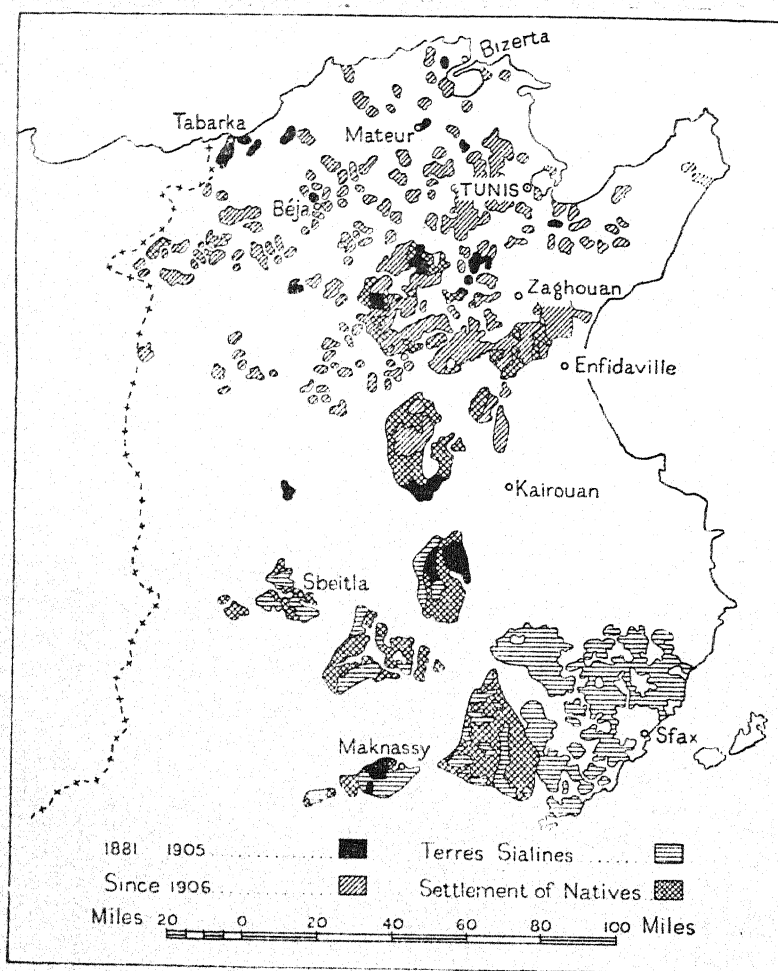 Bizerta
Tabarka
Mateur
TUNIS
Béja
Zaghouan
Enfidaville
Kairouan
Sbeitla
Sfax
Maknassy
1881 1905 ............ Terres Sialines ......
Since 1906 ............ Settlement of Natives
Miles 20 0 20 40 60 80 100 Miles